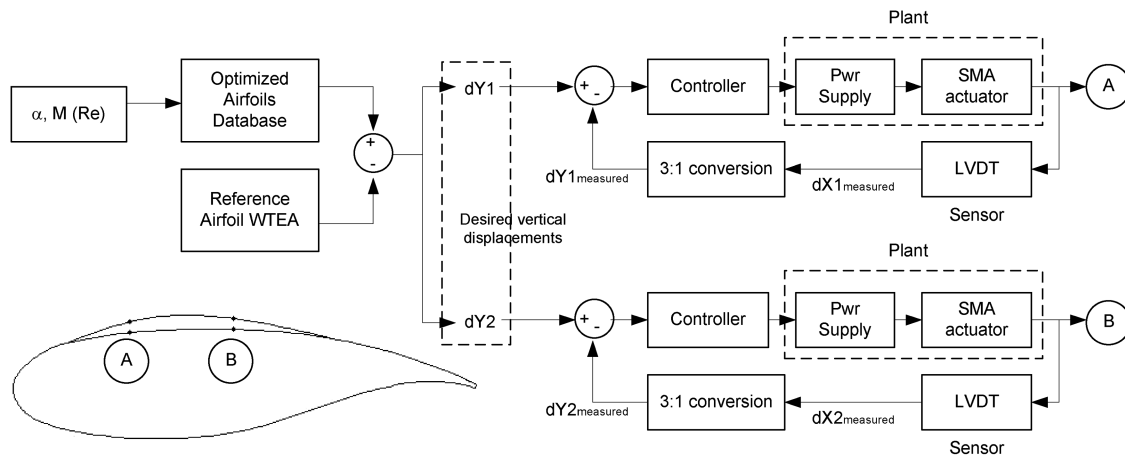 α, M (Re)
Optimized
Airfoils
Database
Reference
Airfoil WTEA
+
-
dY1
Desired vertical
displacements
dY2
Plant
+
-
Controller
Pwr
Supply
SMA
actuator
A
dY1measured
3:1 conversion
dX1measured
LVDT
Sensor
Plant
+
-
Controller
Pwr
Supply
SMA
actuator
B
dY2measured
3:1 conversion
dX2measured
LVDT
Sensor
A
B